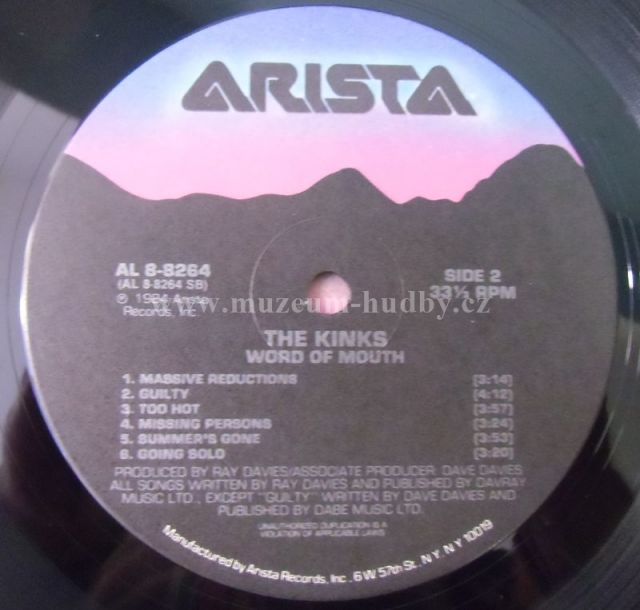 ARISTA
AL 8-8264
(AL 8-8264 SB)
℗ 1984 Arista
Records, Inc.
SIDE 2
33⅓ RPM
www.muzeum-hudby.cz
THE KINKS
WORD OF MOUTH
1. MASSIVE REDUCTIONS (3:14)
2. GUILTY (4:12)
3. TOO HOT (3:57)
4. MISSING PERSONS (3:24)
5. SUMMER'S GONE (3:53)
6. GOING SOLO (3:20)
PRODUCED BY RAY DAVIES/ASSOCIATE PRODUCER: DAVE DAVIES
ALL SONGS WRITTEN BY RAY DAVIES AND PUBLISHED BY DAVRAY
MUSIC LTD., EXCEPT "GUILTY" WRITTEN BY DAVE DAVIES AND
PUBLISHED BY DABE MUSIC LTD.
UNAUTHORIZED DUPLICATION IS A
VIOLATION OF APPLICABLE LAWS
Manufactured by Arista Records, Inc. 6 W 57th St., N.Y. N.Y. 10019